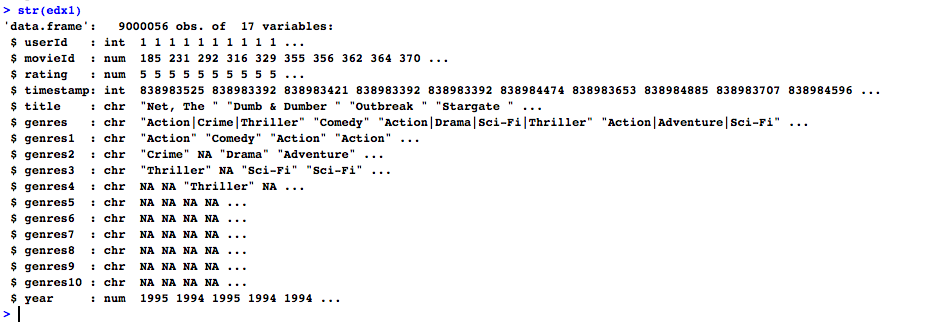 > str(edx1)
'data.frame':   9000056 obs. of  17 variables:
 $ userId   : int  1 1 1 1 1 1 1 1 1 1 ...
 $ movieId  : num  185 231 292 316 329 355 356 362 364 370 ...
 $ rating   : num  5 5 5 5 5 5 5 5 5 5 ...
 $ timestamp: int  838983525 838983392 838983421 838983392 838983392 838984474 838983653 838984885 838983707 838984596 ...
 $ title    : chr  "Net, The " "Dumb & Dumber " "Outbreak " "Stargate " ...
 $ genres   : chr  "Action|Crime|Thriller" "Comedy" "Action|Drama|Sci-Fi|Thriller" "Action|Adventure|Sci-Fi" ...
 $ genres1  : chr  "Action" "Comedy" "Action" "Action" ...
 $ genres2  : chr  "Crime" NA "Drama" "Adventure" ...
 $ genres3  : chr  "Thriller" NA "Sci-Fi" "Sci-Fi" ...
 $ genres4  : chr  NA NA "Thriller" NA ...
 $ genres5  : chr  NA NA NA NA ...
 $ genres6  : chr  NA NA NA NA ...
 $ genres7  : chr  NA NA NA NA ...
 $ genres8  : chr  NA NA NA NA ...
 $ genres9  : chr  NA NA NA NA ...
 $ genres10 : chr  NA NA NA NA ...
 $ year     : num  1995 1994 1995 1994 1994 ...
>